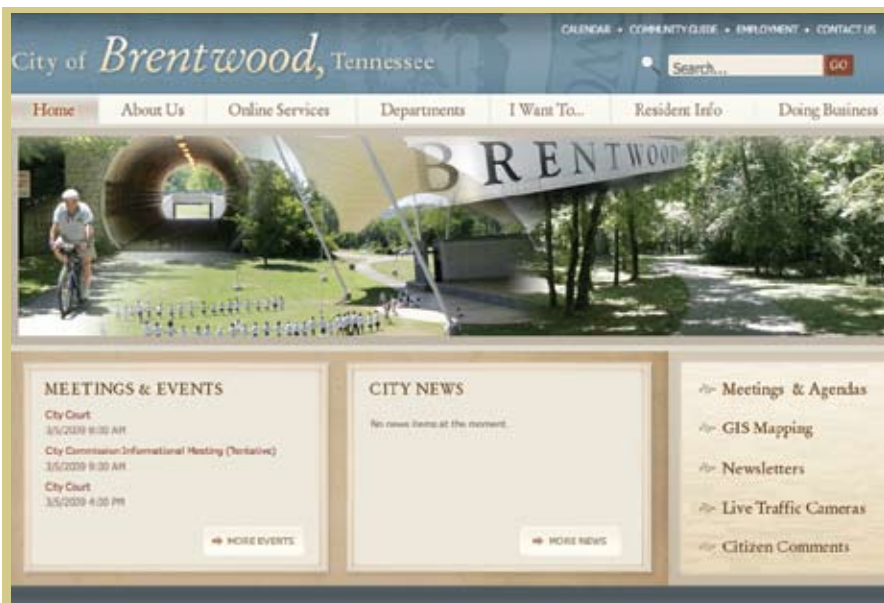 CALENDAR • COMMUNITY GUIDE • EMPLOYMENT • CONTACT US
City of Brentwood, Tennessee
Search... GO
Home About Us Online Services Departments I Want To... Resident Info Doing Business
BRENTWOOD
MEETINGS & EVENTS
City Court
3/5/2009 8:00 AM
City Commission Informational Meeting (Tentative)
3/5/2009 9:30 AM
City Court
3/5/2009 4:00 PM
MORE EVENTS
CITY NEWS
No news items at the moment.
MORE NEWS
Meetings & Agendas
GIS Mapping
Newsletters
Live Traffic Cameras
Citizen Comments